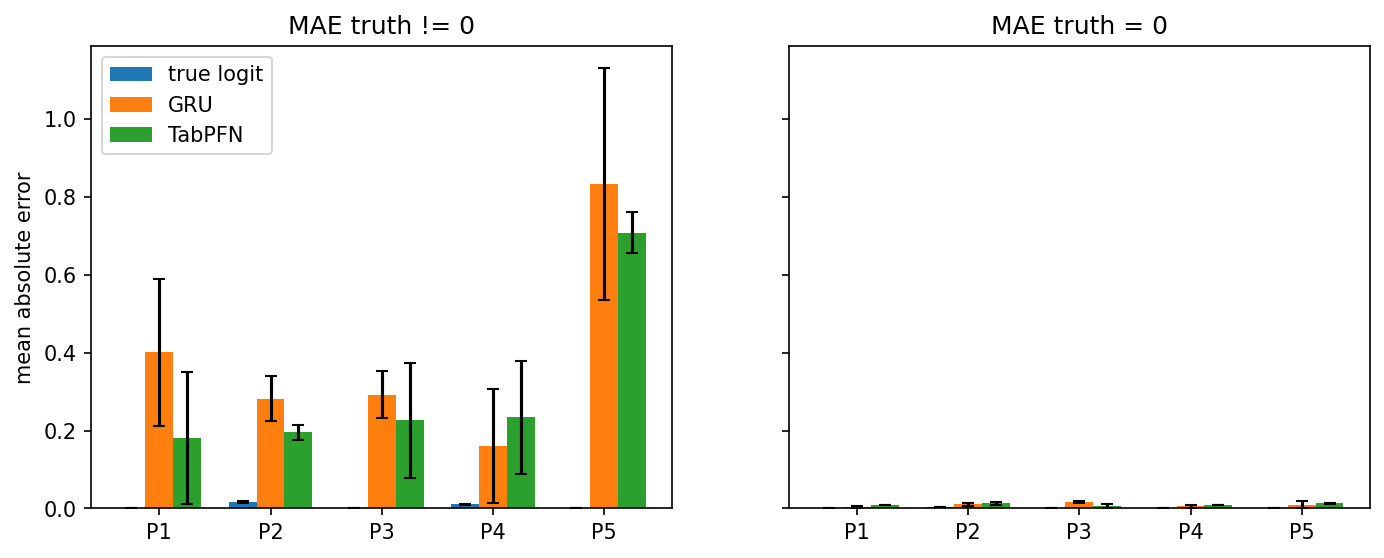 MAE truth != 0
MAE truth = 0
true logit
GRU
TabPFN
mean absolute error
1.0
0.8
0.6
0.4
0.2
0.0
P1 P2 P3 P4 P5
P1 P2 P3 P4 P5